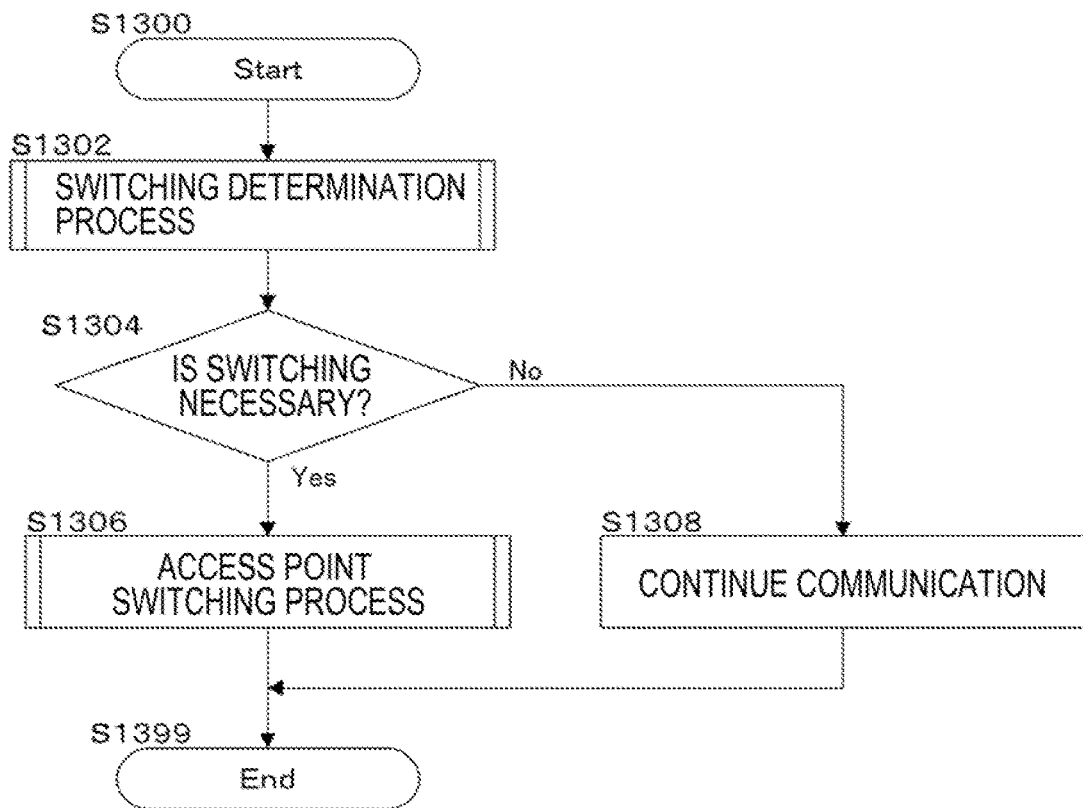 S1300
Start
S1302
SWITCHING DETERMINATION
PROCESS
S1304
IS SWITCHING
NECESSARY?
No
Yes
S1306
ACCESS POINT
SWITCHING PROCESS
S1308
CONTINUE COMMUNICATION
S1399
End